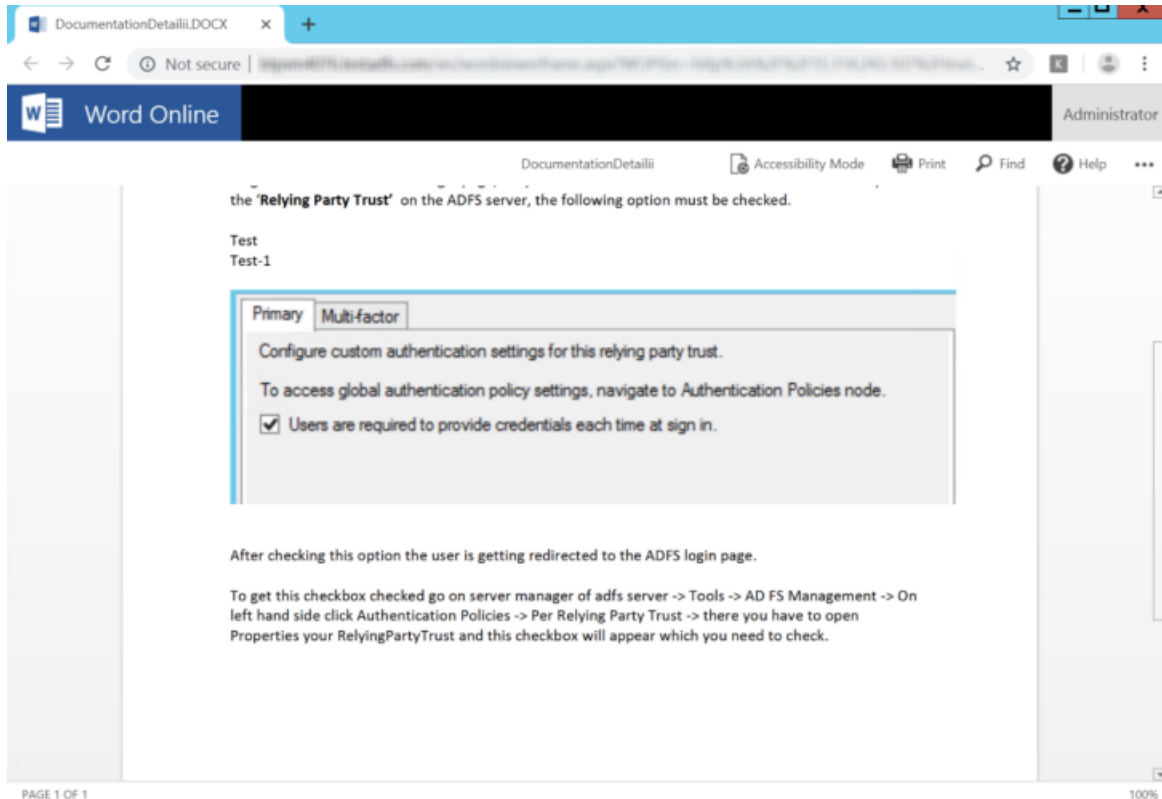 DocumentationDetailii.DOCX
Not secure
Word Online
Administrator
DocumentationDetailii Accessibility Mode Print Find Help
the ‘Relying Party Trust’ on the ADFS server, the following option must be checked.
Test
Test-1
Primary Multi-factor
Configure custom authentication settings for this relying party trust.
To access global authentication policy settings, navigate to Authentication Policies node.
Users are required to provide credentials each time at sign in.
After checking this option the user is getting redirected to the ADFS login page.
To get this checkbox checked go on server manager of adfs server -> Tools -> AD FS Management -> On
left hand side click Authentication Policies -> Per Relying Party Trust -> there you have to open
Properties your RelyingPartyTrust and this checkbox will appear which you need to check.
PAGE 1 OF 1 100%